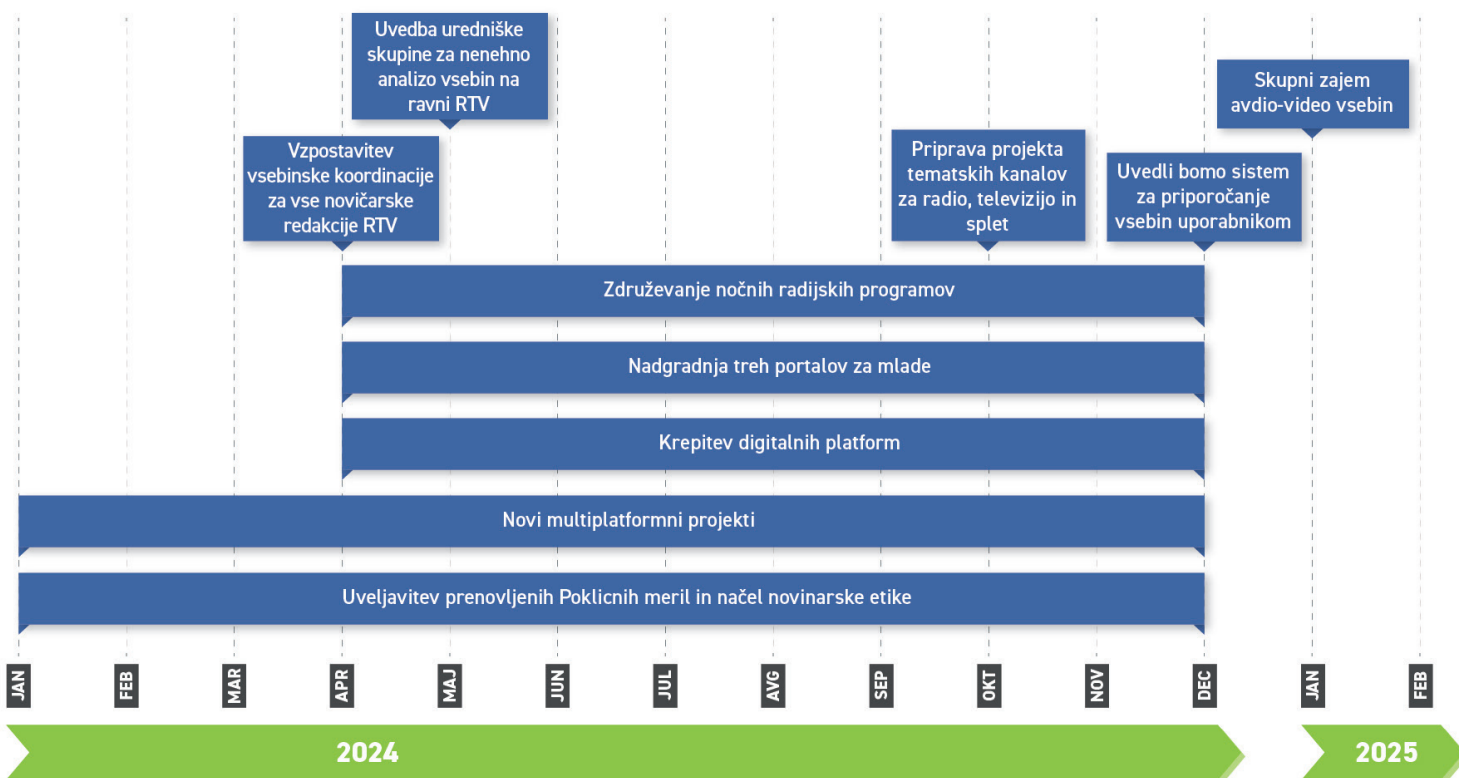 Uvedba uredniške
skupine za nenehno
analizo vsebin na
ravni RTV
Skupni zajem
avdio-video vsebin
Vzpostavitev
vsebinske koordinacije
za vse novičarske
redakcije RTV
Priprava projekta
tematskih kanalov
za radio, televizijo in
splet
Uvedli bomo sistem
za priporočanje
vsebin uporabnikom
Združevanje nočnih radijskih programov
Nadgradnja treh portalov za mlade
Krepitev digitalnih platform
Novi multiplatformni projekti
Uveljavitev prenovljenih Poklicnih meril in načel novinarske etike
JAN
FEB
MAR
APR
MAJ
JUN
JUL
AVG
SEP
OKT
NOV
DEC
JAN
FEB
2024
2025